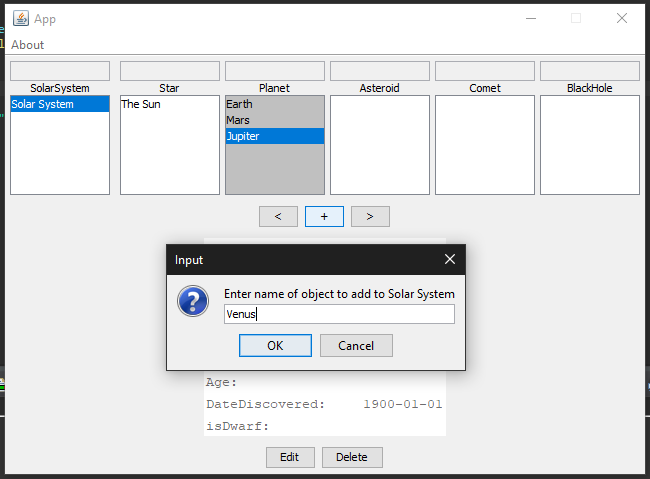 App
About
SolarSystem Star Planet Asteroid Comet BlackHole
Solar System The Sun Earth
Mars
Jupiter
< + >
Input
Enter name of object to add to Solar System
Venus
OK Cancel
Age:
DateDiscovered: 1900-01-01
isDwarf:
Edit Delete